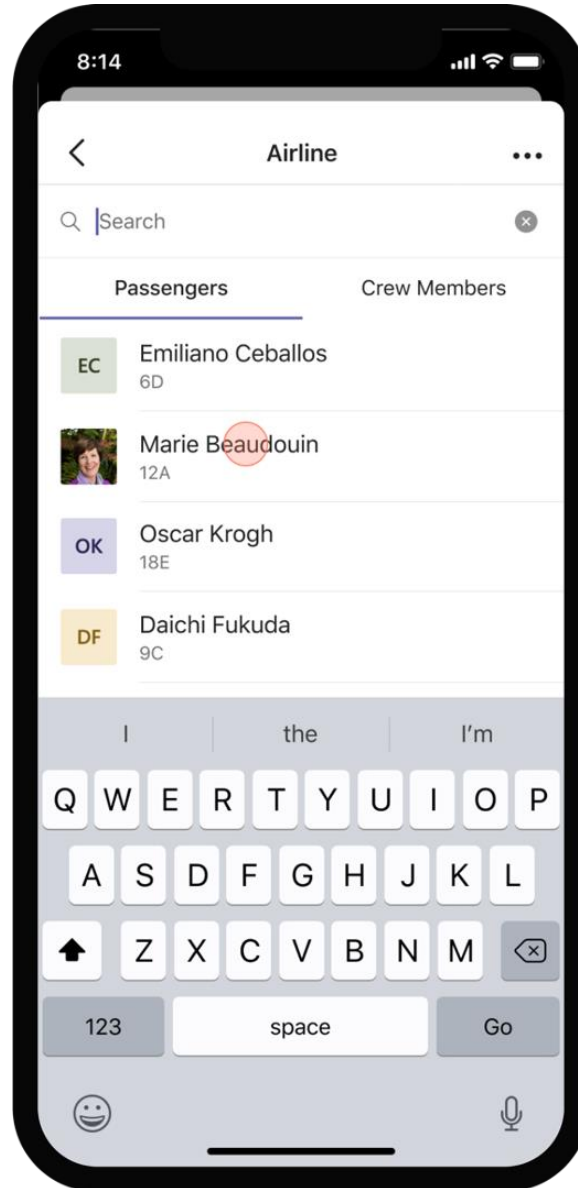 8:14
Airline
Search
Passengers Crew Members
EC Emiliano Ceballos
6D
Marie Beaudouin
12A
OK Oscar Krogh
18E
DF Daichi Fukuda
9C
I the I’m
Q W E R T Y U I O P
A S D F G H J K L
Z X C V B N M
123 space Go